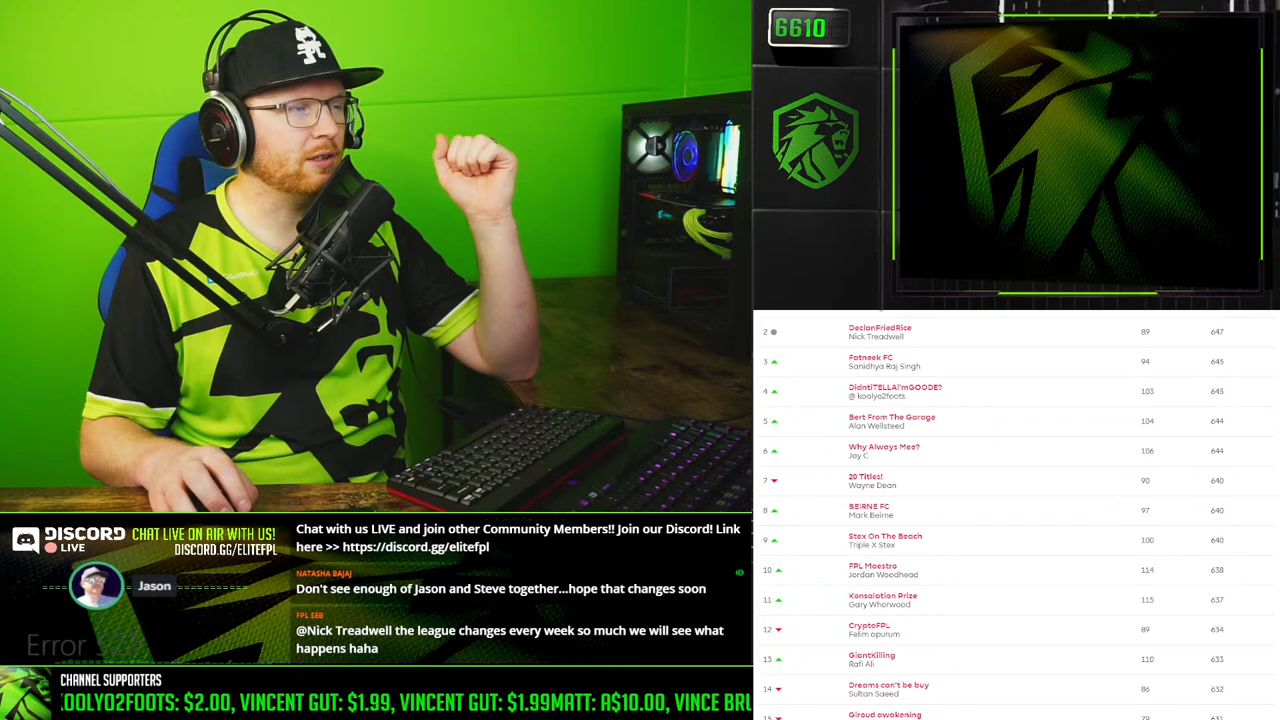 6610
2 DeclanFriedRice 89 647
Nick Treadwell
3 Fatneek FC 94 645
Sanidhya Raj Singh
4 DidntiTELLAi'mGOODE? 103 645
@ koolyo2foots
5 Bert From The Garage 104 644
Alan Wellsteed
6 Why Always Mee? 106 644
Jay C
7 20 Titles! 90 640
Wayne Dean
8 BEIRNE FC 97 640
Mark Beirne
9 Stex On The Beach 100 640
Triple X Stex
10 FPL Maestro 114 638
Jordan Woodhead
11 Konsalation Prize 115 637
Gary Whorwood
12 CryptoFPL 89 634
Felim opurum
13 GiantKilling 110 633
Rafi Ali
14 Dreams can't be buy 86 632
Sultan Saeed
15 Giroud awakening 79 631
DISCORD CHAT LIVE ON AIR WITH US!
LIVE DISCORD.GG/ELITEFPL
Jason
Chat with us LIVE and join other Community Members!! Join our Discord! Link
here >> https://discord.gg/elitefpl
NATASHA BAJAJ
Don't see enough of Jason and Steve together...hope that changes soon
FPL SEB
@Nick Treadwell the league changes every week so much we will see what
happens haha
CHANNEL SUPPORTERS
KOOLYO2FOOTS: $2.00, VINCENT GUT: $1.99, VINCENT GUT: $1.99MATT: A$10.00, VINCE BRU